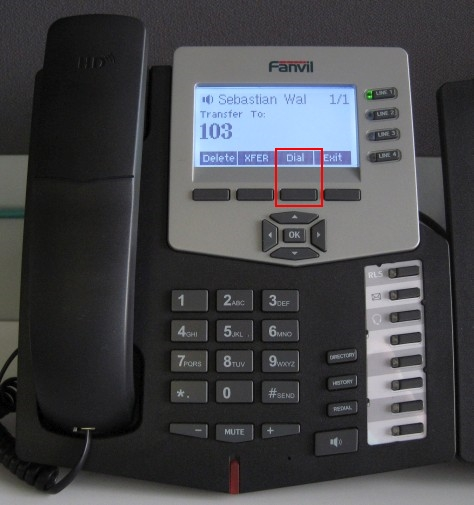 HD
Fanvil
Sebastian Wal 1/1
Transfer To:
103
Delete XFER Dial Exit
LINE 1
LINE 2
LINE 3
LINE 4
OK
RLS
1 2ABC 3DEF
4GHI 5JKL 6MNO
7PQRS 8TUV 9WXYZ
*. 0 #SEND
DIRECTORY
HISTORY
REDIAL
− MUTE +